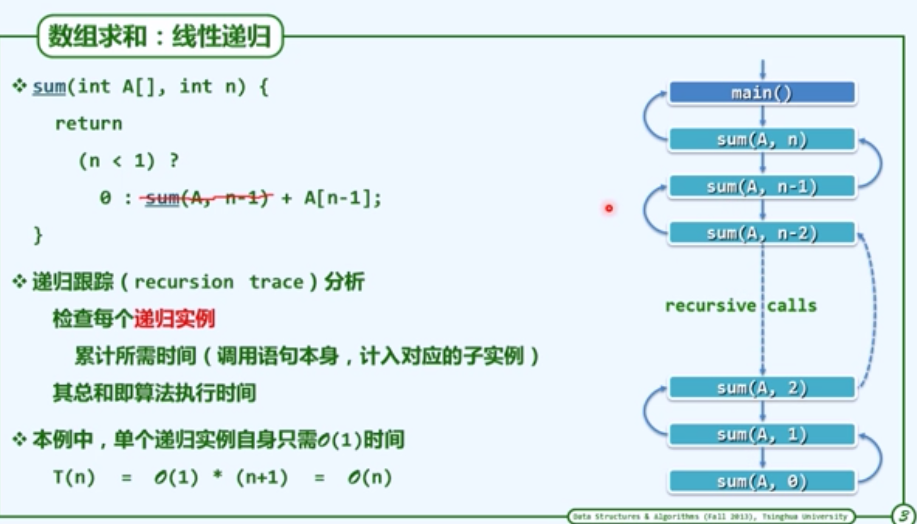 数组求和：线性递归
❖ sum(int A[], int n) {
return
(n < 1) ?
0 : sum(A, n-1) + A[n-1];
}
❖ 递归跟踪（recursion trace）分析
检查每个递归实例
累计所需时间（调用语句本身，计入对应的子实例）
其总和即算法执行时间
❖ 本例中，单个递归实例自身只需O(1)时间
T(n) = O(1) * (n+1) = O(n)
main()
sum(A, n)
sum(A, n-1)
sum(A, n-2)
recursive calls
sum(A, 2)
sum(A, 1)
sum(A, 0)
Data Structures & Algorithms (Fall 2013), Tsinghua University
3